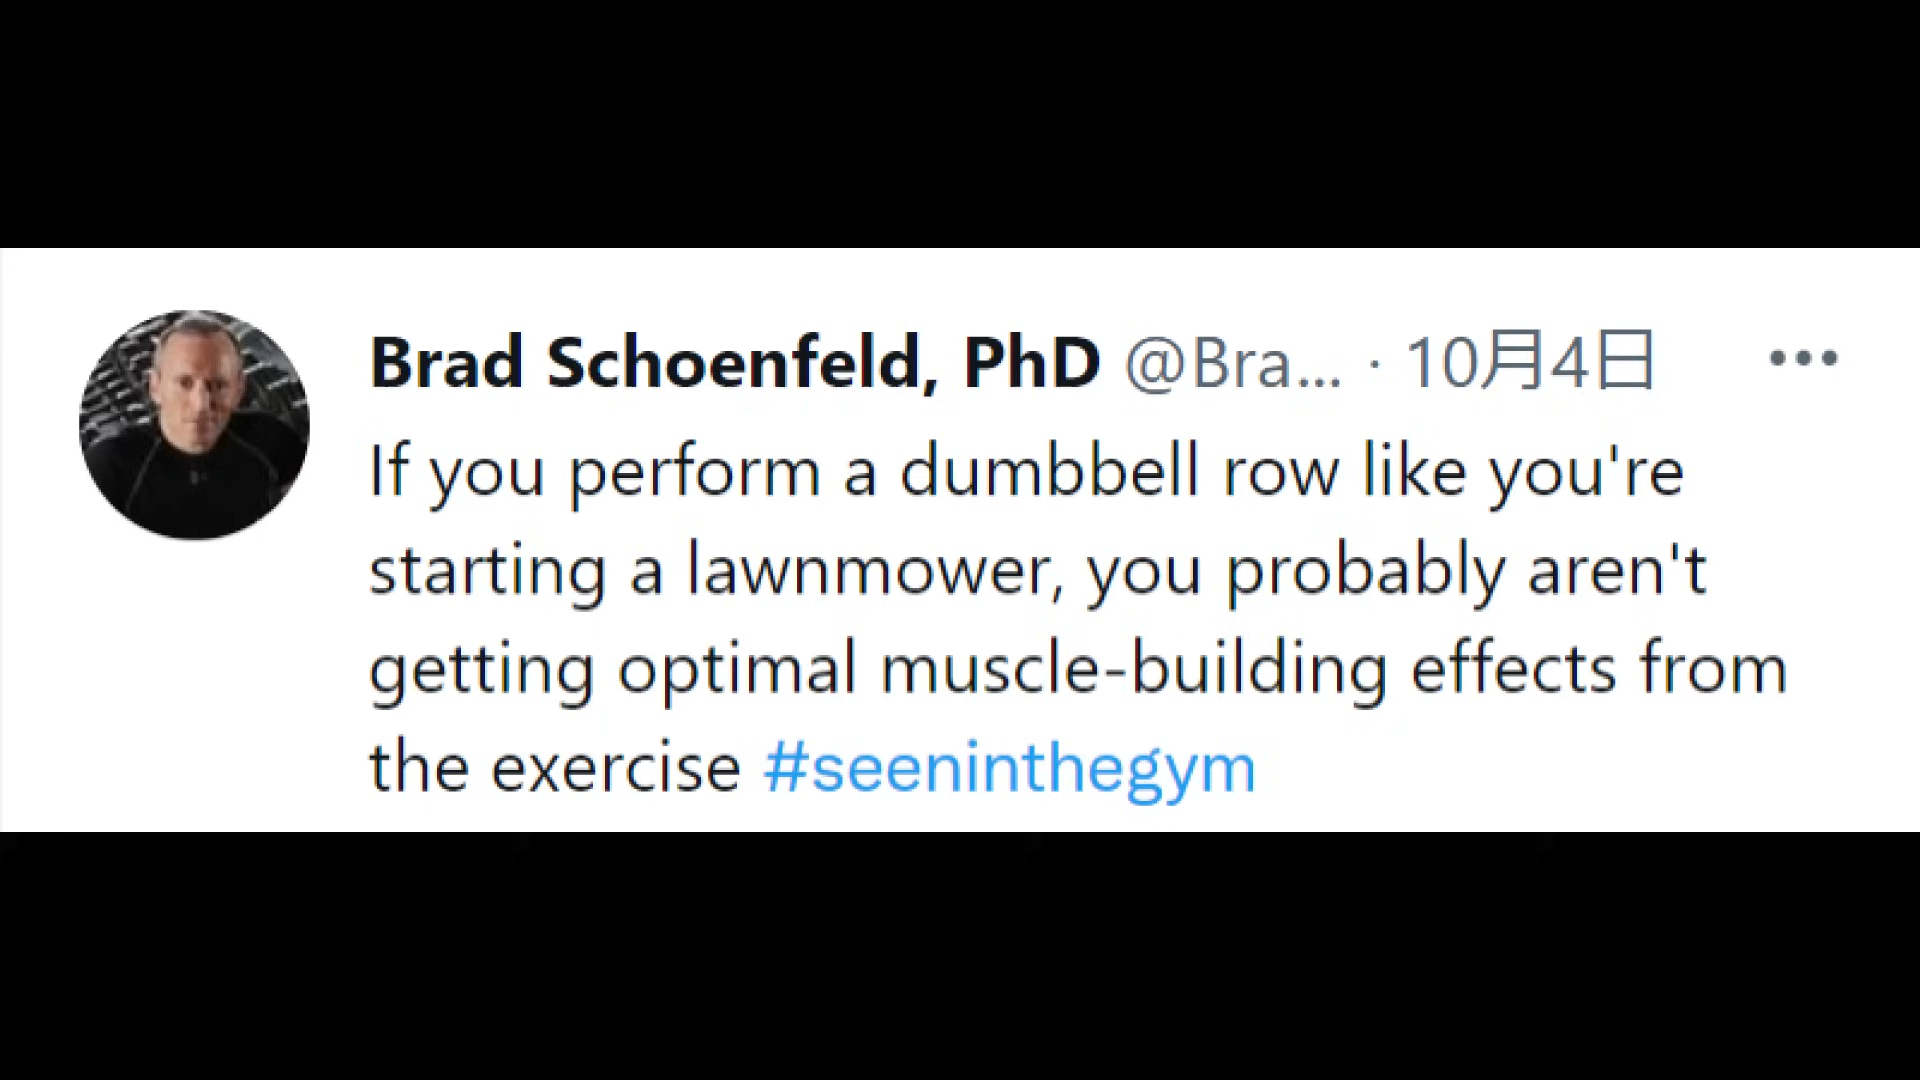 Brad Schoenfeld, PhD @Bra... · 10月4日
If you perform a dumbbell row like you're
starting a lawnmower, you probably aren't
getting optimal muscle-building effects from
the exercise #seeninthegym